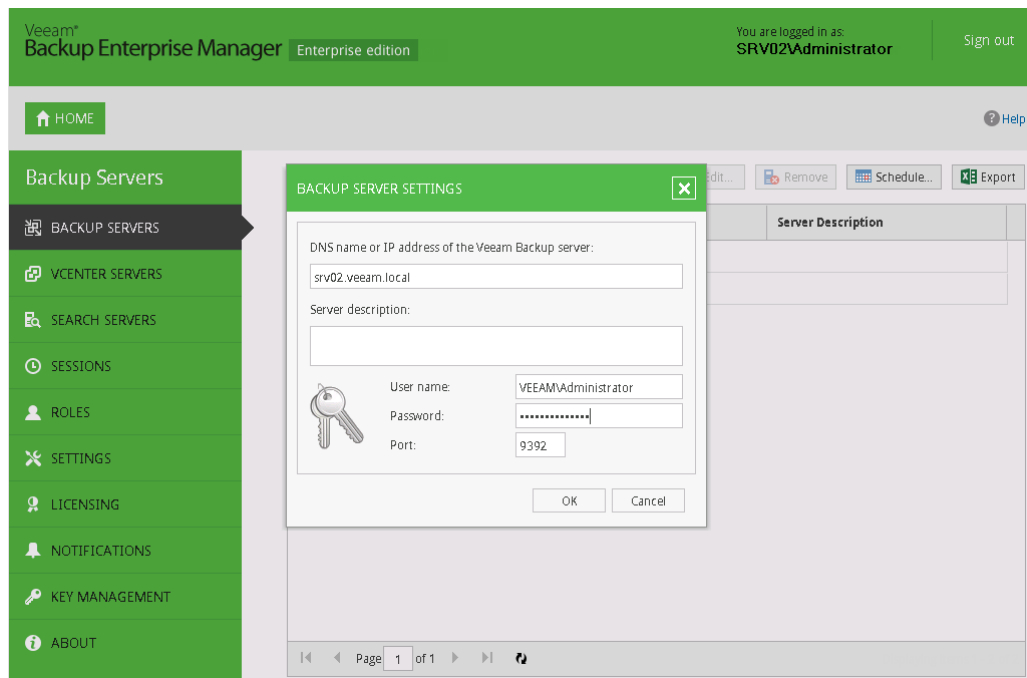 Veeam®
Backup Enterprise Manager Enterprise edition
You are logged in as:
SRV02\Administrator
Sign out
HOME
Help
Backup Servers
BACKUP SERVERS
VCENTER SERVERS
SEARCH SERVERS
SESSIONS
ROLES
SETTINGS
LICENSING
NOTIFICATIONS
KEY MANAGEMENT
ABOUT
Remove
Schedule...
Export
Server Description
BACKUP SERVER SETTINGS
DNS name or IP address of the Veeam Backup server:
srv02.veeam.local
Server description:
User name: VEEAM\Administrator
Password: ••••••••••••••
Port: 9392
OK Cancel
Page 1 of 1